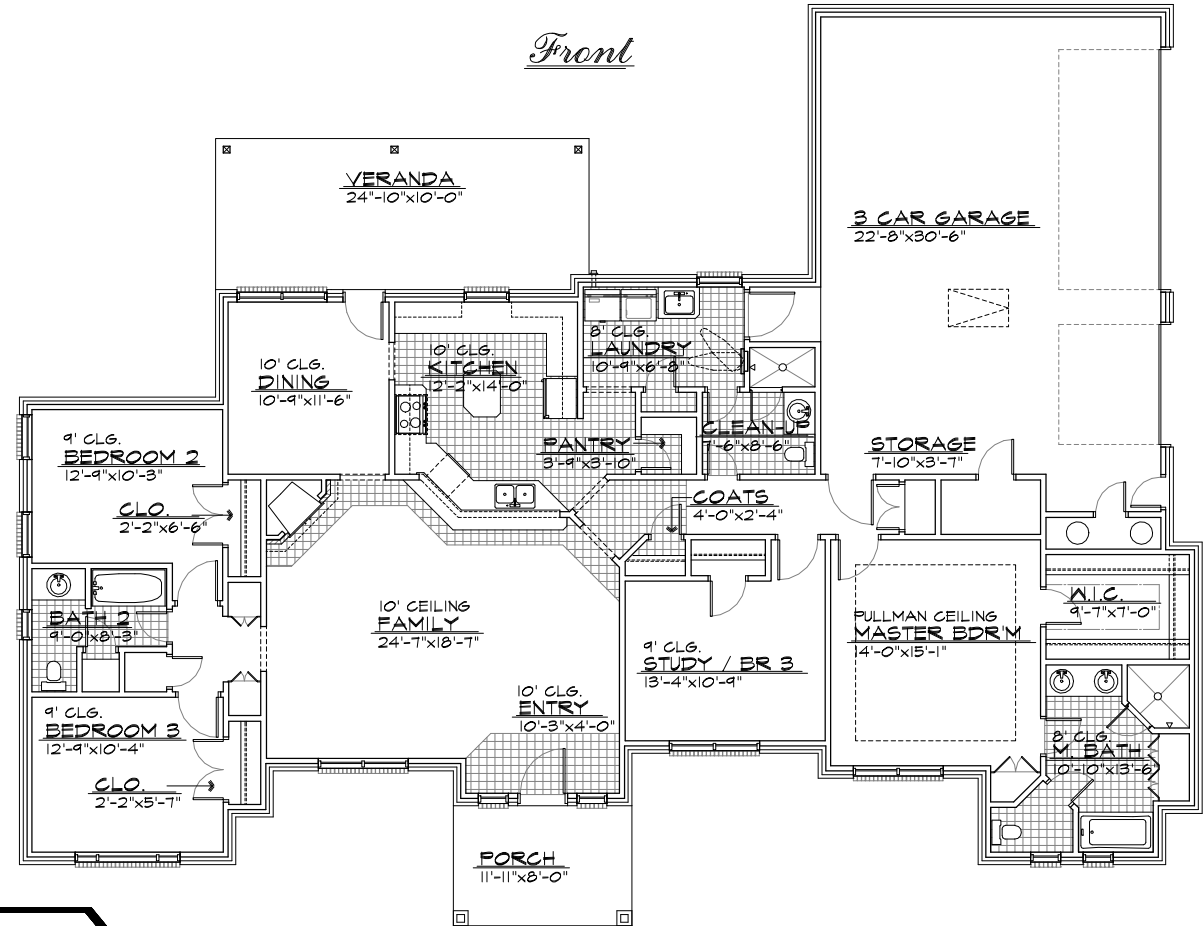 Front
VERANDA
24"-10"x10'-0"
3 CAR GARAGE
22'-8"x30'-6"
8' CLG.
LAUNDRY
10'-9"x6'-8"
10' CLG.
KITCHEN
12'-2"x14'-0"
10' CLG.
DINING
10'-9"x11'-6"
CLEAN-UP
7'-6"x8'-6"
PANTRY
3'-9"x3'-10"
STORAGE
7'-10"x3'-7"
9' CLG.
BEDROOM 2
12'-9"x10'-3"
CLO.
2'-2"x6'-6"
COATS
4'-0"x2'-4"
BATH 2
9'-0"x8'-3"
10' CEILING
FAMILY
24'-7"x18'-7"
W.I.C.
9'-7"x7'-0"
PULLMAN CEILING
MASTER BDR'M
14'-0"x15'-1"
9' CLG.
STUDY / BR 3
13'-4"x10'-9"
10' CLG.
ENTRY
10'-3"x4'-0"
9' CLG.
BEDROOM 3
12'-9"x10'-4"
CLO.
2'-2"x5'-7"
8' CLG.
M. BATH
10'-10"x13'-6"
PORCH
11'-11"x8'-0"